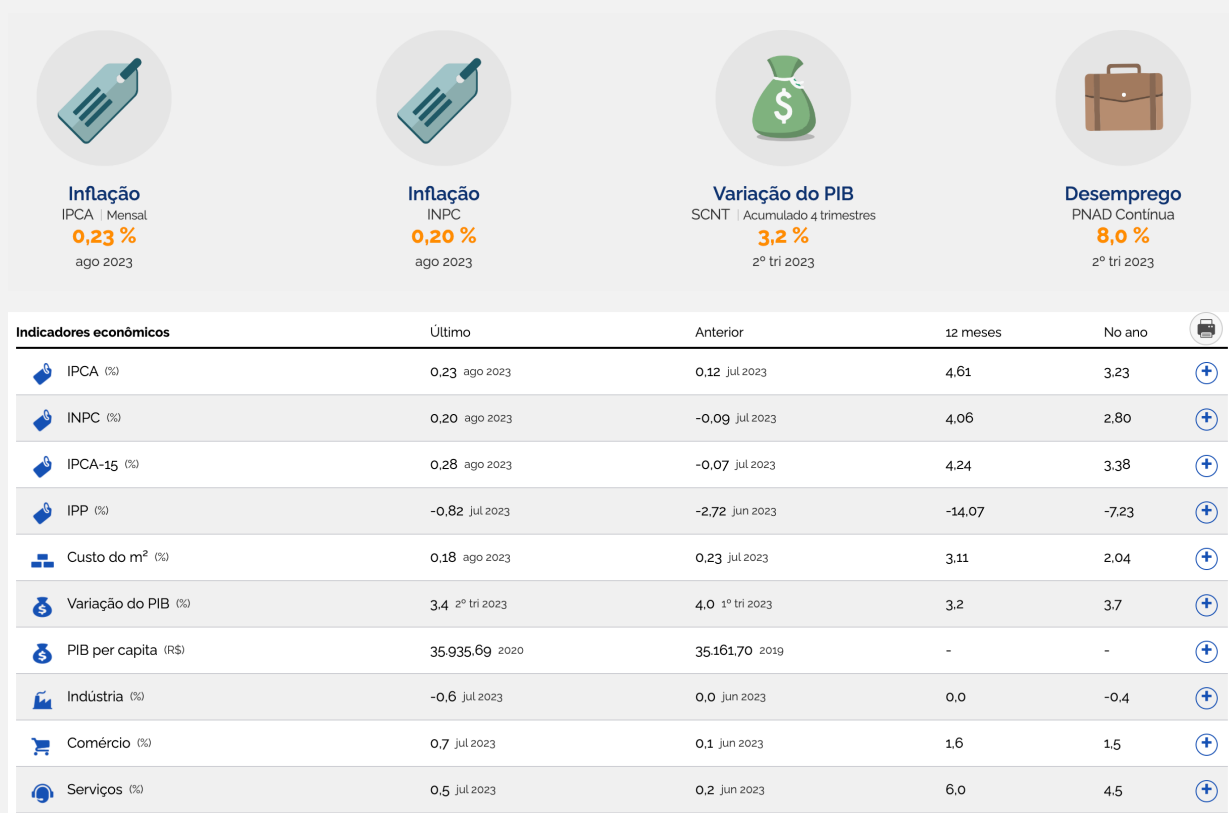 Inflação
IPCA | Mensal
0,23 %
ago 2023
Inflação
INPC
0,20 %
ago 2023
Variação do PIB
SCNT | Acumulado 4 trimestres
3,2 %
2º tri 2023
Desemprego
PNAD Contínua
8,0 %
2º tri 2023
Indicadores econômicos Último Anterior 12 meses No ano
IPCA (%) 0,23 ago 2023 0,12 jul 2023 4,61 3,23
INPC (%) 0,20 ago 2023 -0,09 jul 2023 4,06 2,80
IPCA-15 (%) 0,28 ago 2023 -0,07 jul 2023 4,24 3,38
IPP (%) -0,82 jul 2023 -2,72 jun 2023 -14,07 -7,23
Custo do m² (%) 0,18 ago 2023 0,23 jul 2023 3,11 2,04
Variação do PIB (%) 3,4 2º tri 2023 4,0 1º tri 2023 3,2 3,7
PIB per capita (R$) 35.935,69 2020 35.161,70 2019 - -
Indústria (%) -0,6 jul 2023 0,0 jun 2023 0,0 -0,4
Comércio (%) 0,7 jul 2023 0,1 jun 2023 1,6 1,5
Serviços (%) 0,5 jul 2023 0,2 jun 2023 6,0 4,5